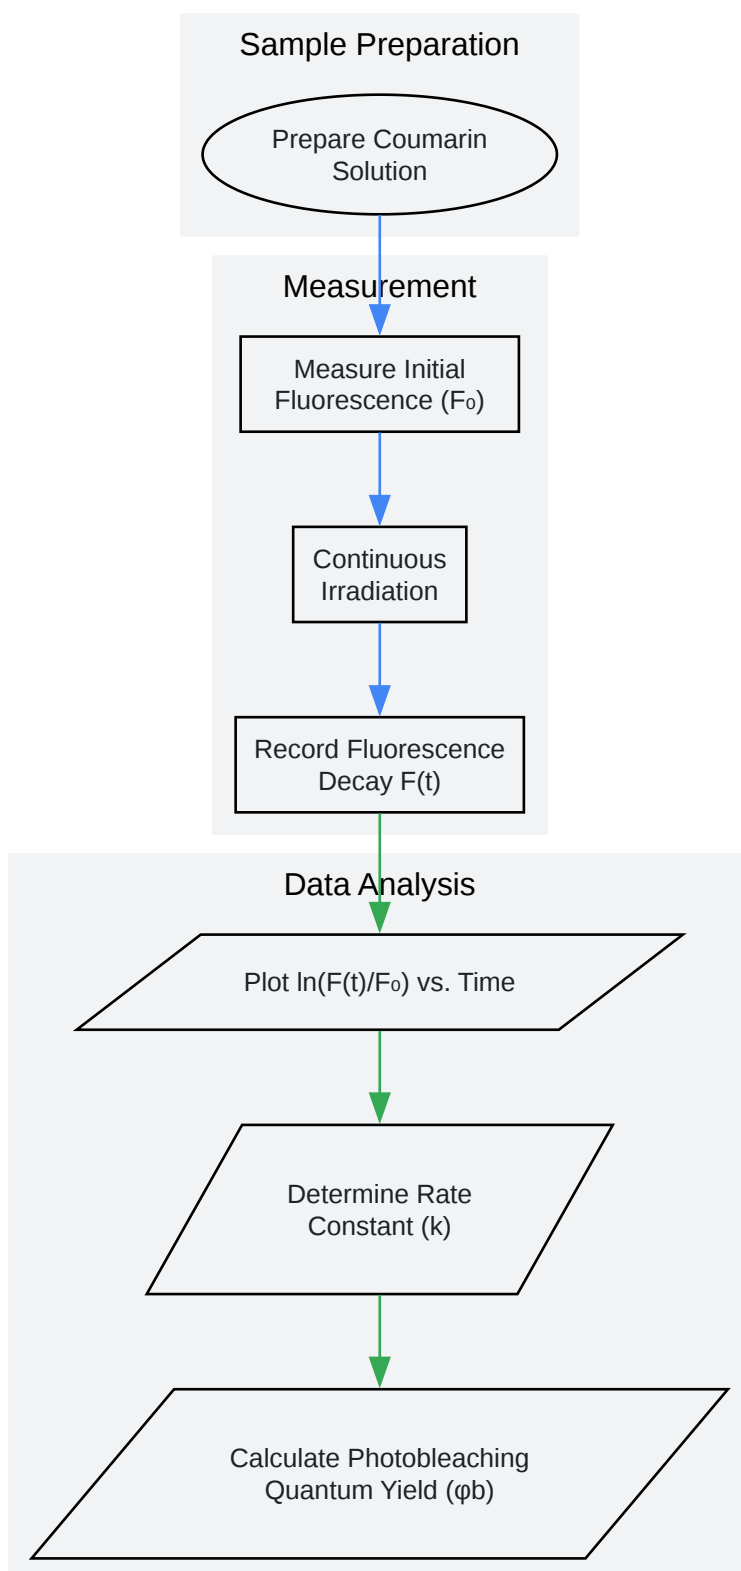 Sample Preparation
Prepare Coumarin
Solution
Measurement
Measure Initial
Fluorescence (F₀)
Continuous
Irradiation
Record Fluorescence
Decay F(t)
Data Analysis
Plot ln(F(t)/F₀) vs. Time
Determine Rate
Constant (k)
Calculate Photobleaching
Quantum Yield (φb)